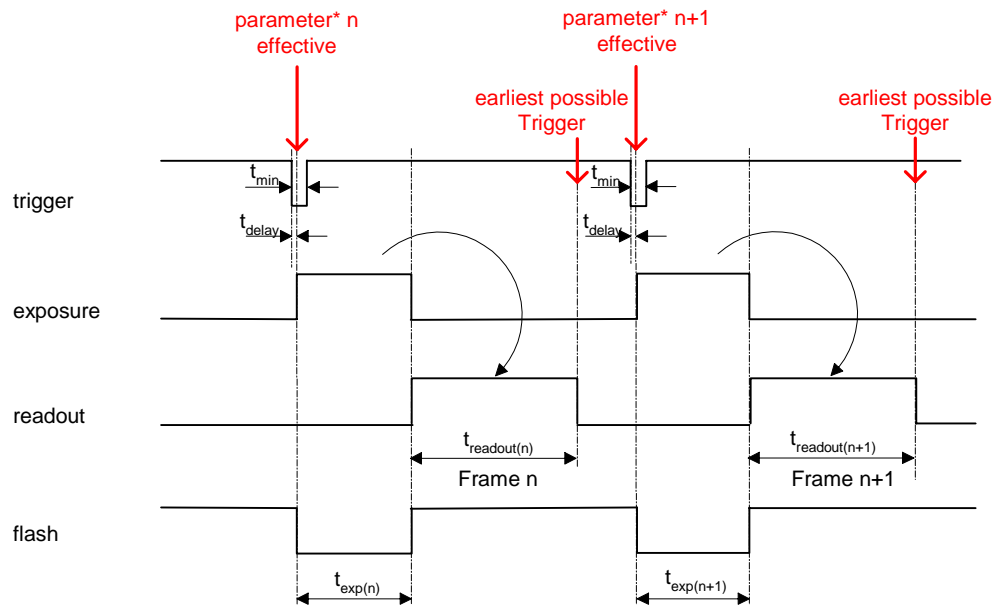 parameter* n
effective
parameter* n+1
effective
earliest possible
Trigger
earliest possible
Trigger
trigger
tmin
tmin
tdelay
tdelay
exposure
readout
treadout(n)
Frame n
treadout(n+1)
Frame n+1
flash
texp(n)
texp(n+1)